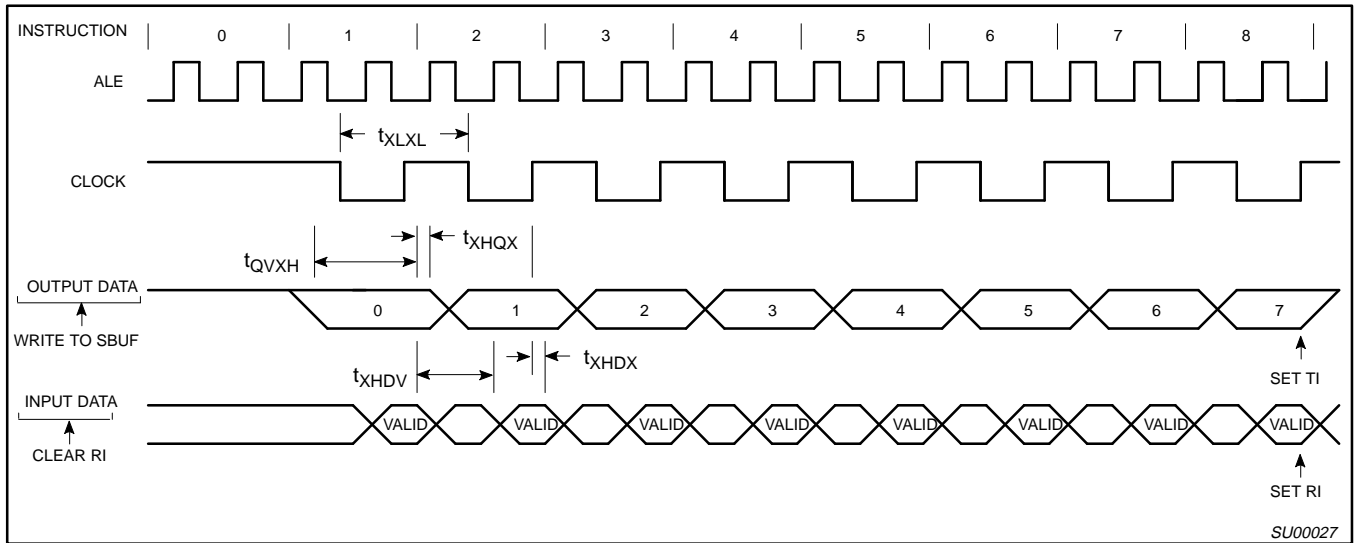 INSTRUCTION 0 1 2 3 4 5 6 7 8
ALE
tXLXL
CLOCK
tXHQX
tQVXH
OUTPUT DATA
0 1 2 3 4 5 6 7
WRITE TO SBUF
tXHDX
tXHDV
SET TI
INPUT DATA
VALID VALID VALID VALID VALID VALID VALID VALID
CLEAR RI
SET RI
SU00027